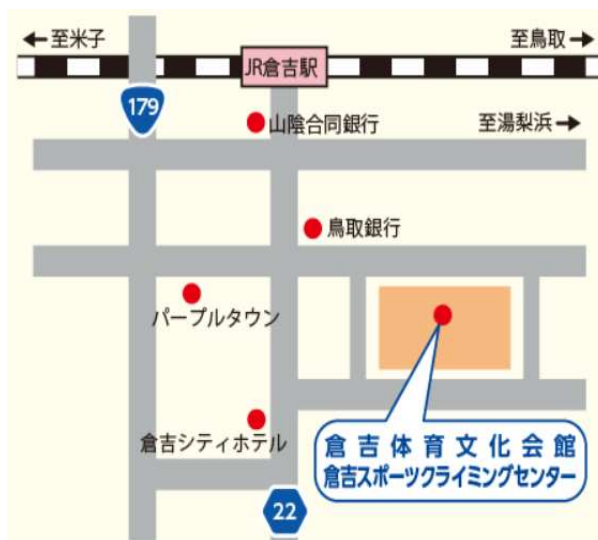 ←至米子
至鳥取→
JR倉吉駅
179
山陰合同銀行
至湯梨浜→
鳥取銀行
パープルタウン
倉吉シティホテル
倉吉体育文化会館
倉吉スポーツクライミングセンター
22